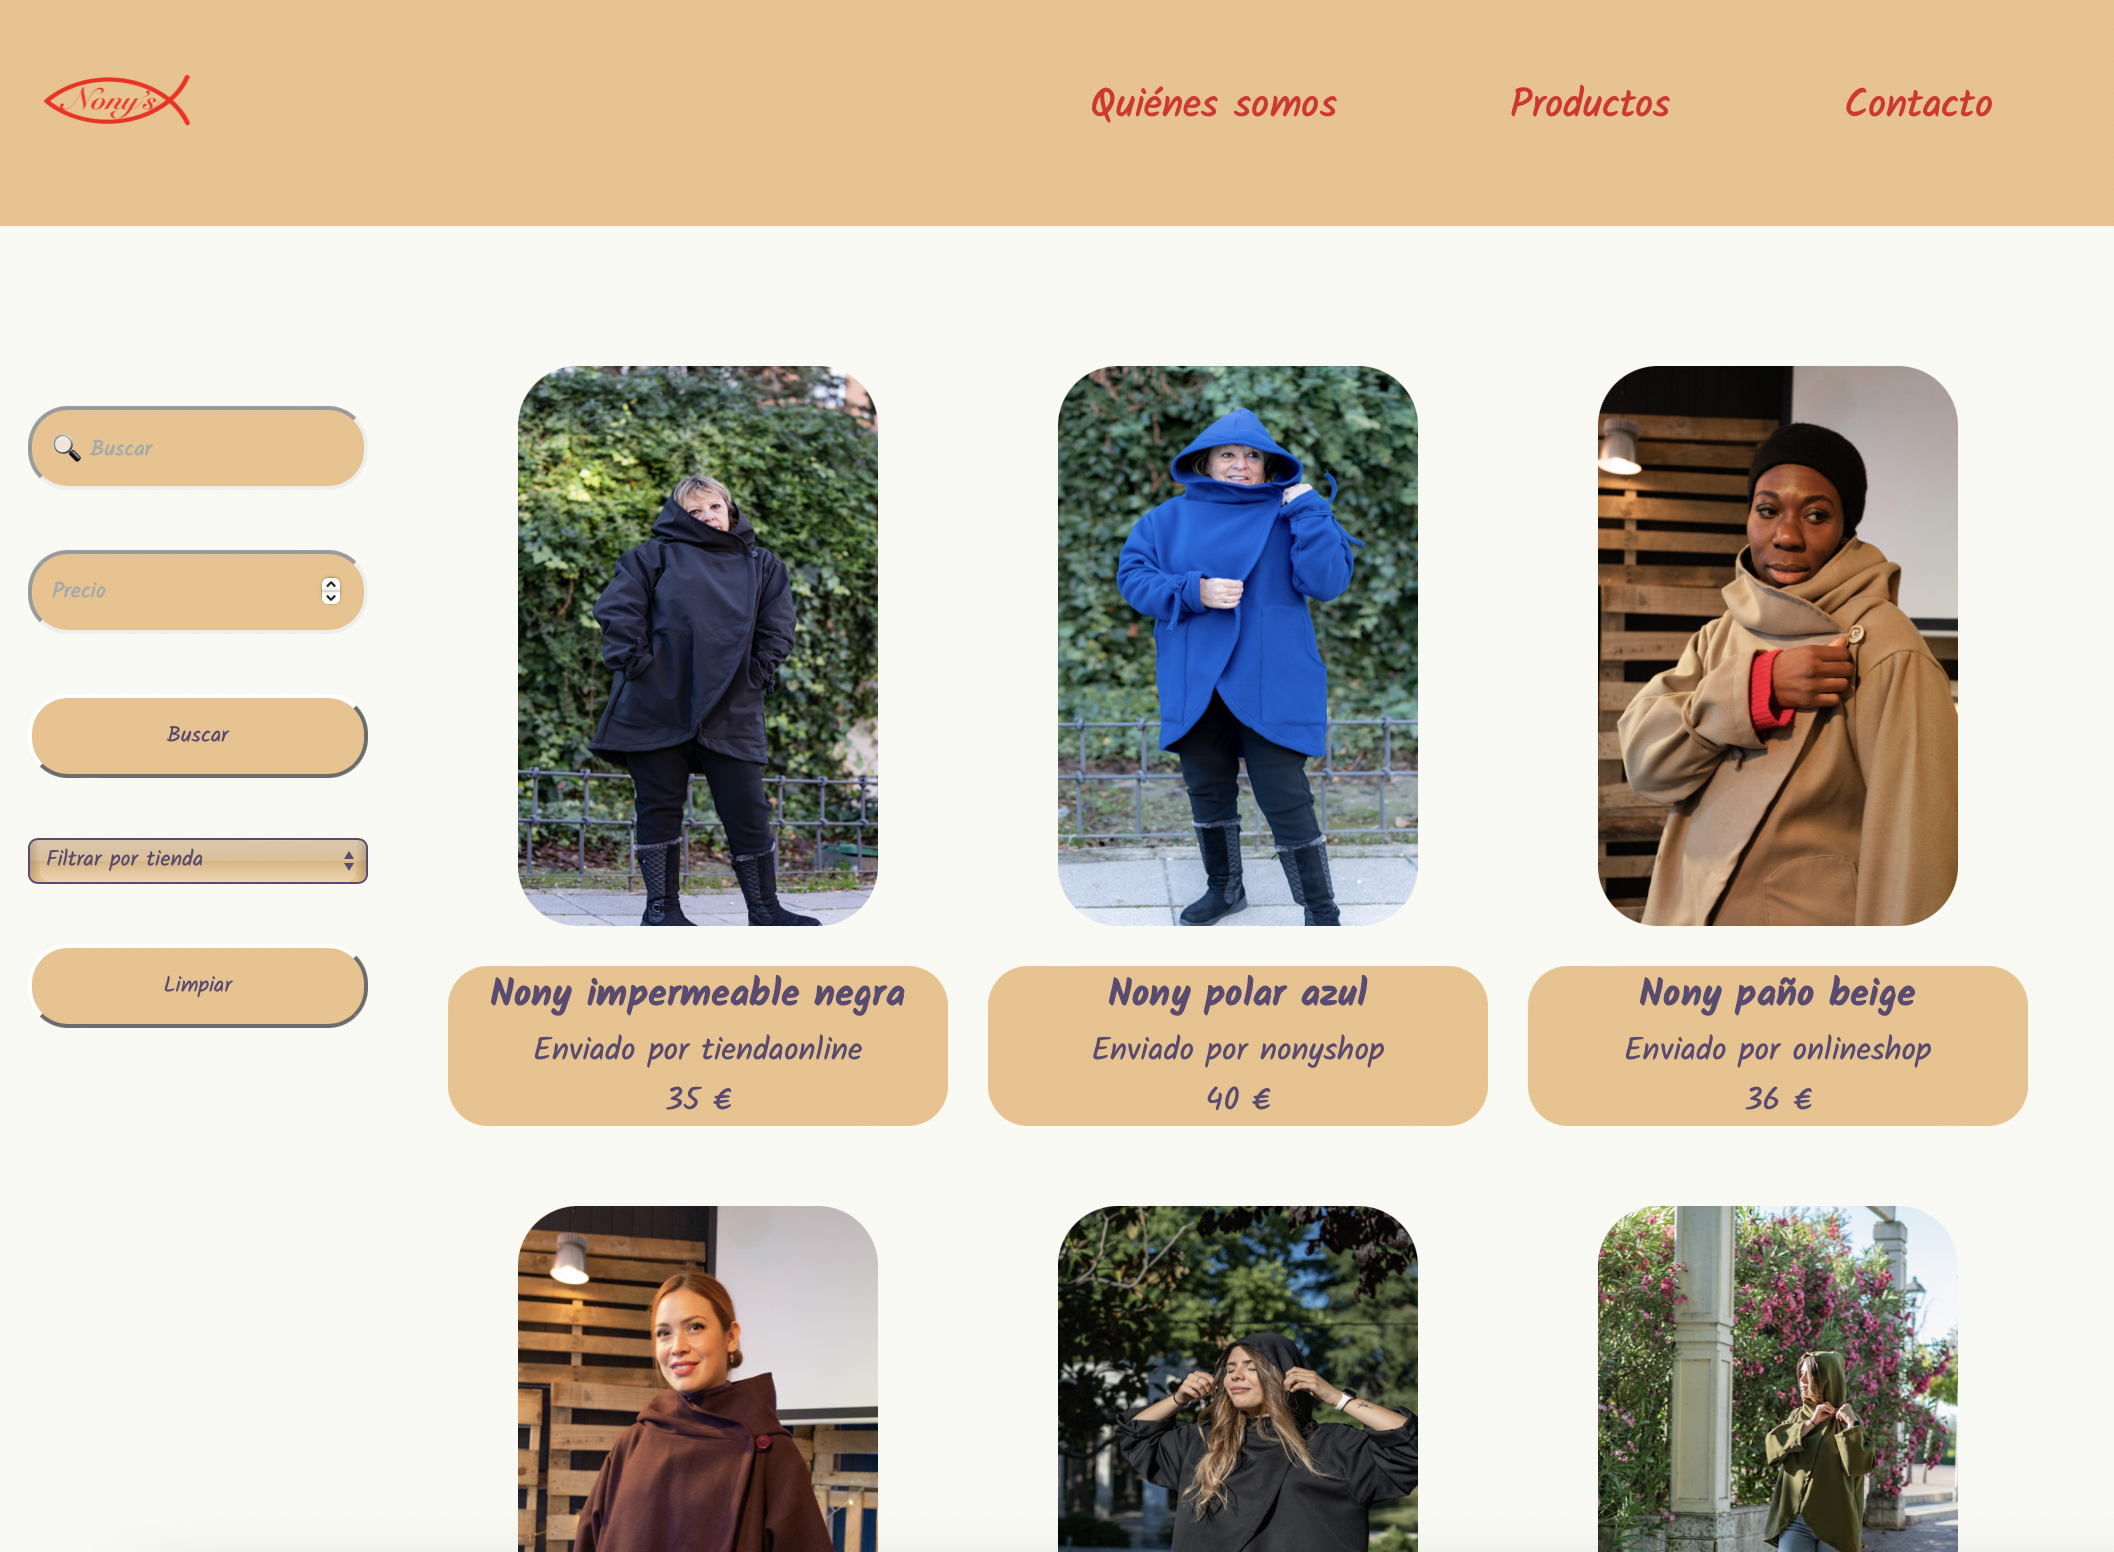 Nony's
Quiénes somos
Productos
Contacto
Buscar
Precio
Buscar
Filtrar por tienda
Limpiar
Nony impermeable negra
Enviado por tiendaonline
35 €
Nony polar azul
Enviado por nonyshop
40 €
Nony paño beige
Enviado por onlineshop
36 €